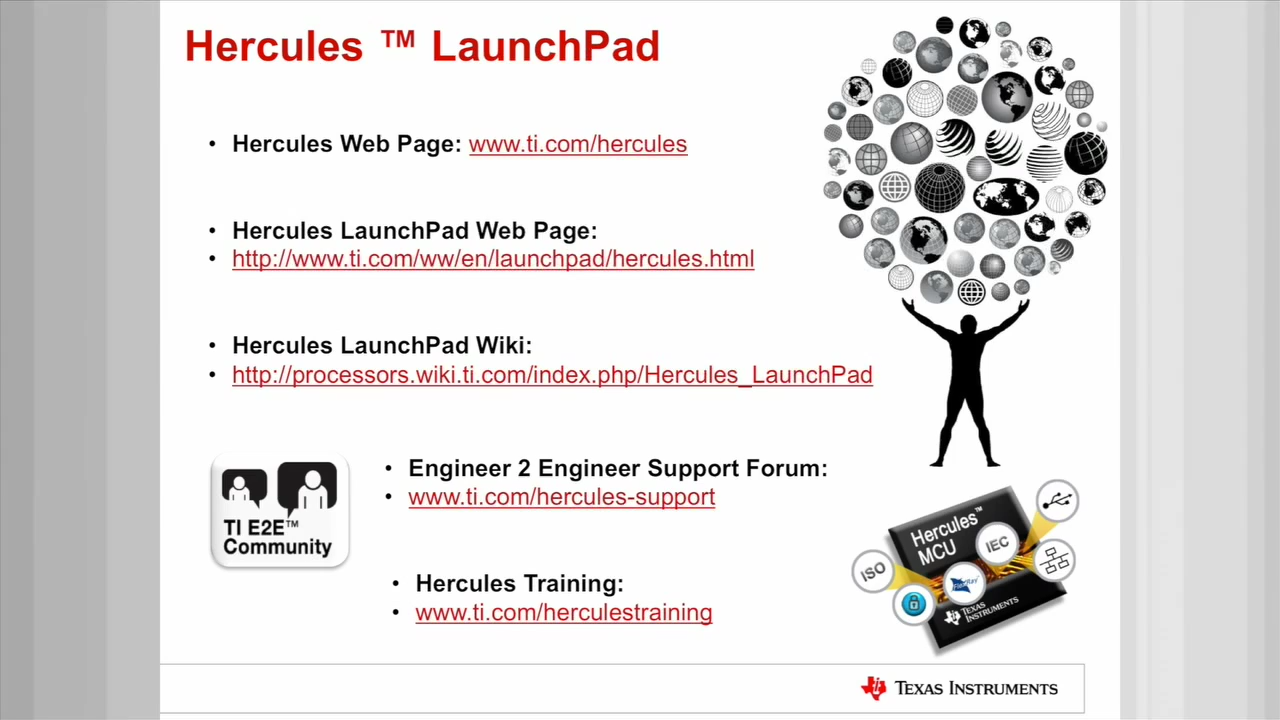 Hercules ™ LaunchPad
• Hercules Web Page: www.ti.com/hercules
• Hercules LaunchPad Web Page:
• http://www.ti.com/ww/en/launchpad/hercules.html
• Hercules LaunchPad Wiki:
• http://processors.wiki.ti.com/index.php/Hercules_LaunchPad
• Engineer 2 Engineer Support Forum:
• www.ti.com/hercules-support
TI E2E™
Community
Hercules™
MCU
ISO
IEC
FlexRay
TEXAS
INSTRUMENTS
• Hercules Training:
• www.ti.com/herculestraining
TEXAS INSTRUMENTS